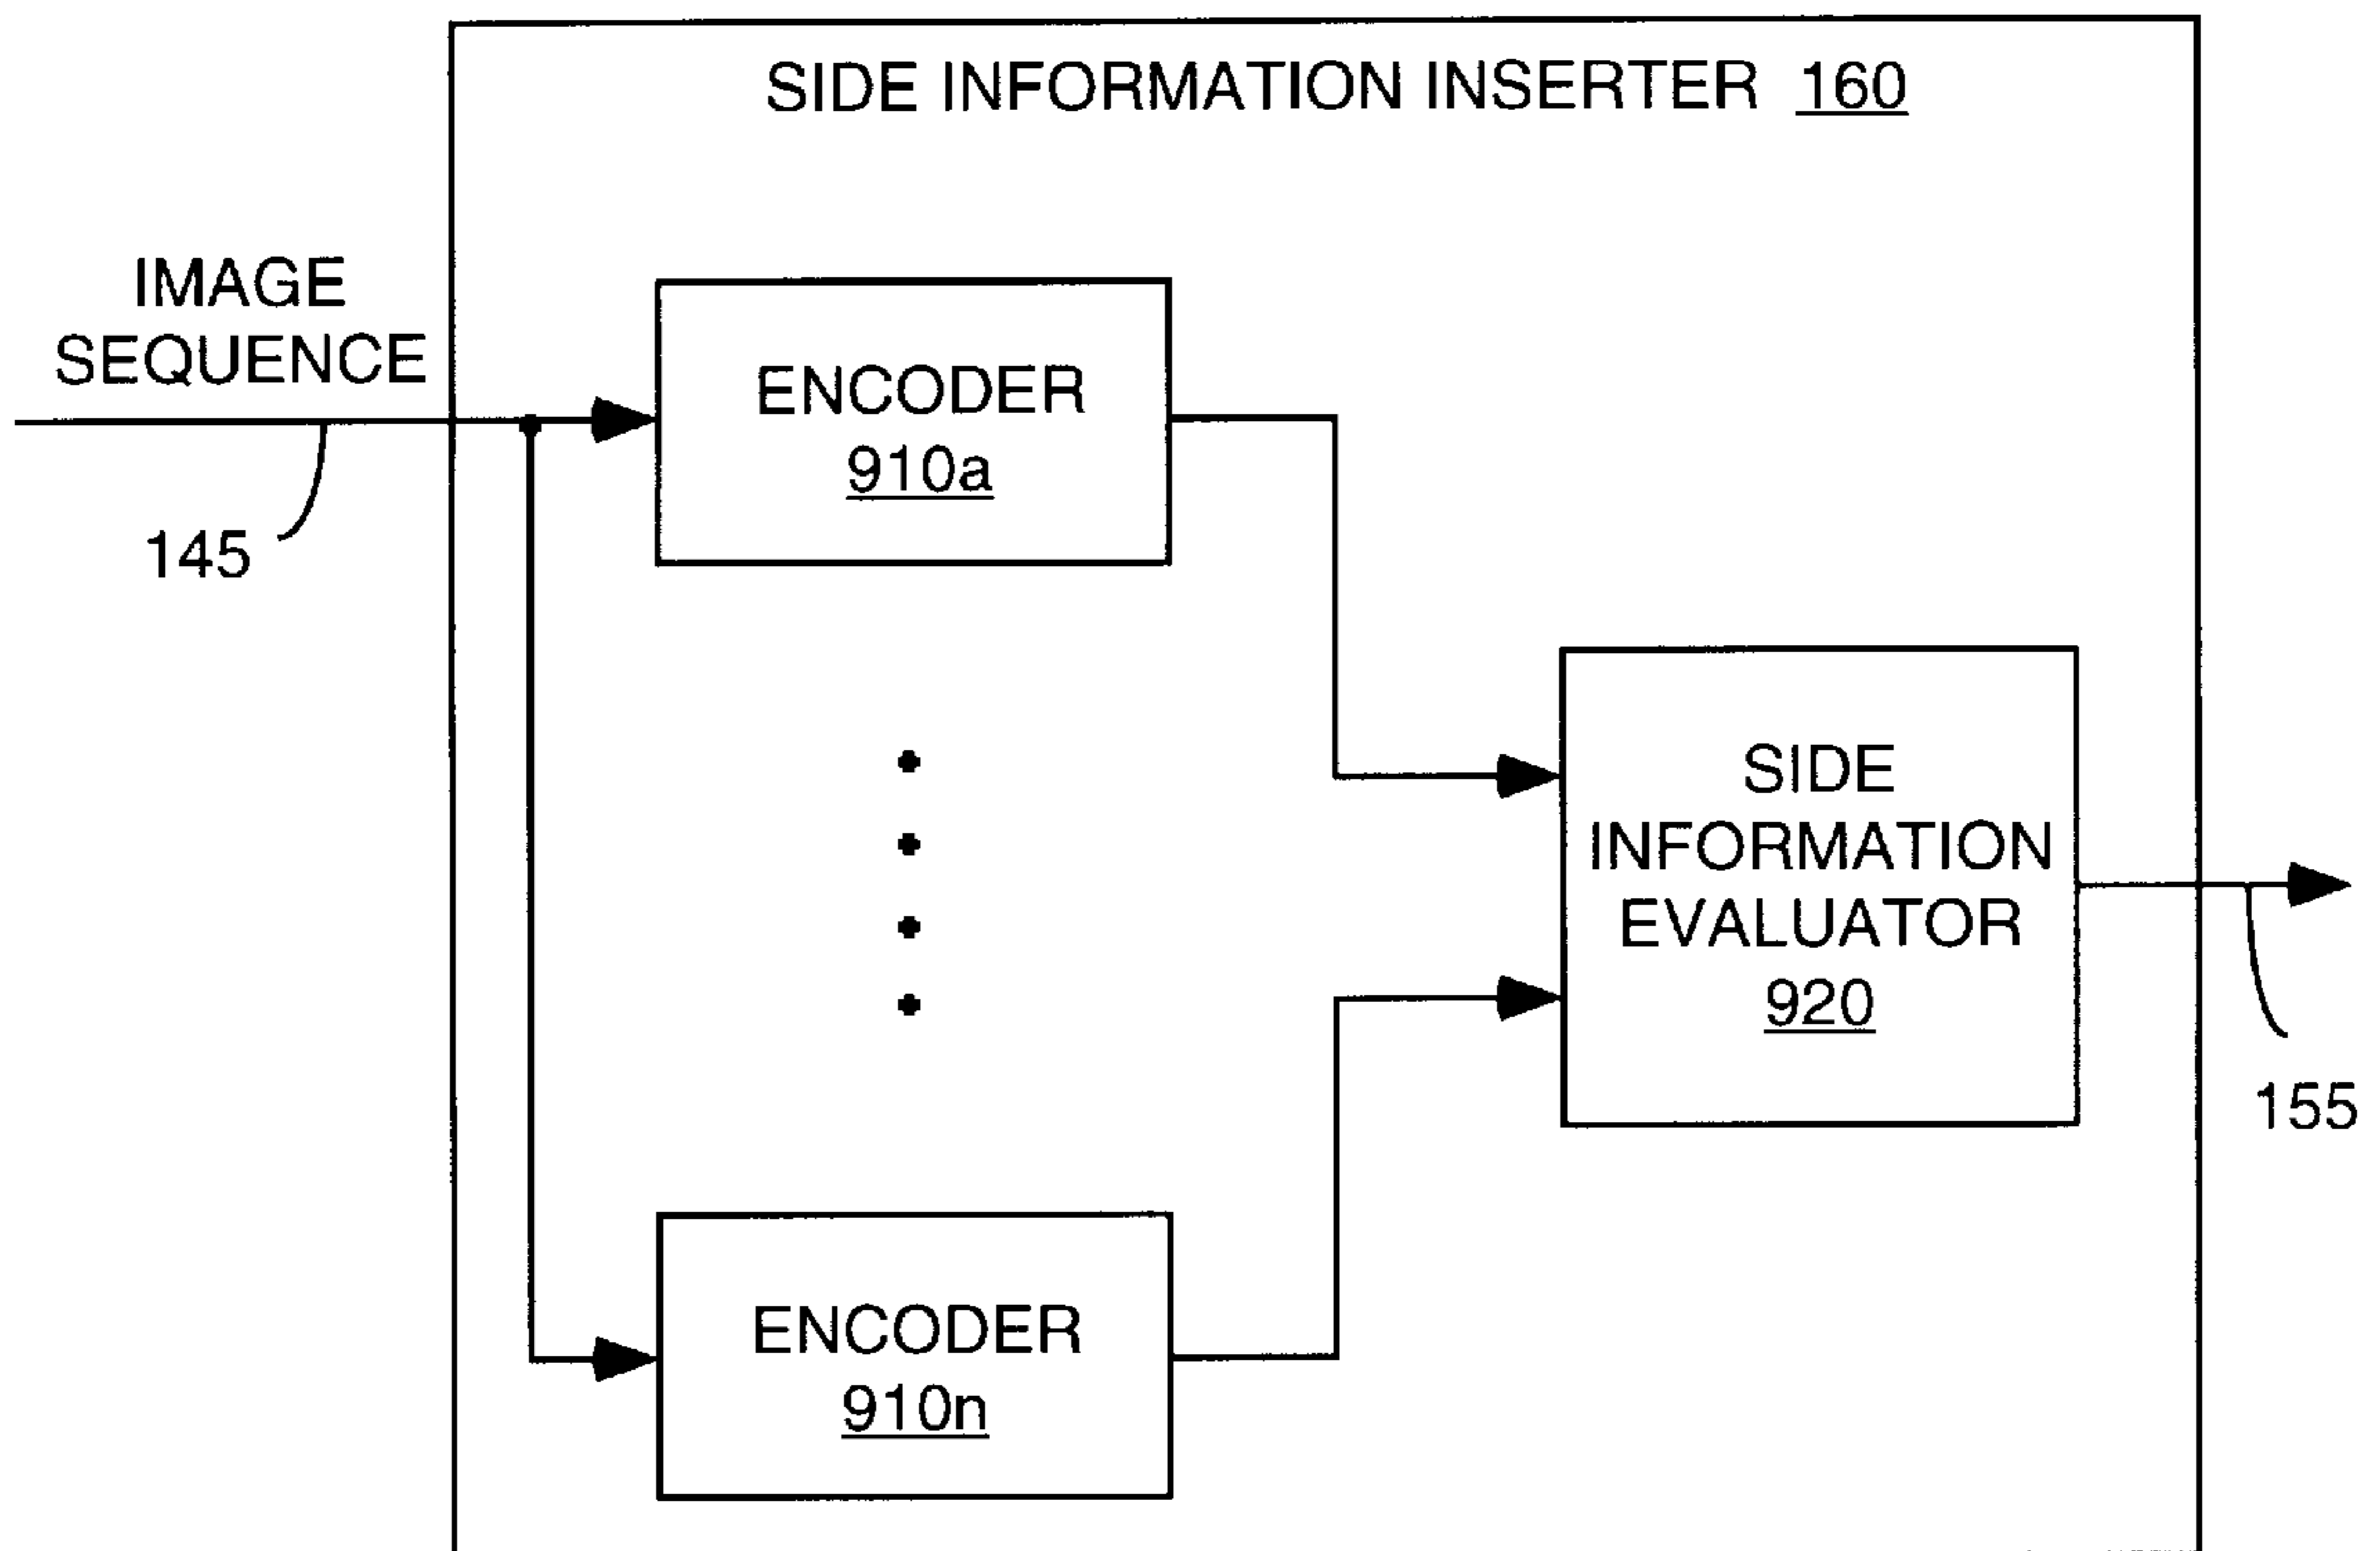 SIDE INFORMATION INSERTER 160
IMAGE
SEQUENCE
145
ENCODER
910a
SIDE
INFORMATION
EVALUATOR
920
155
ENCODER
910n